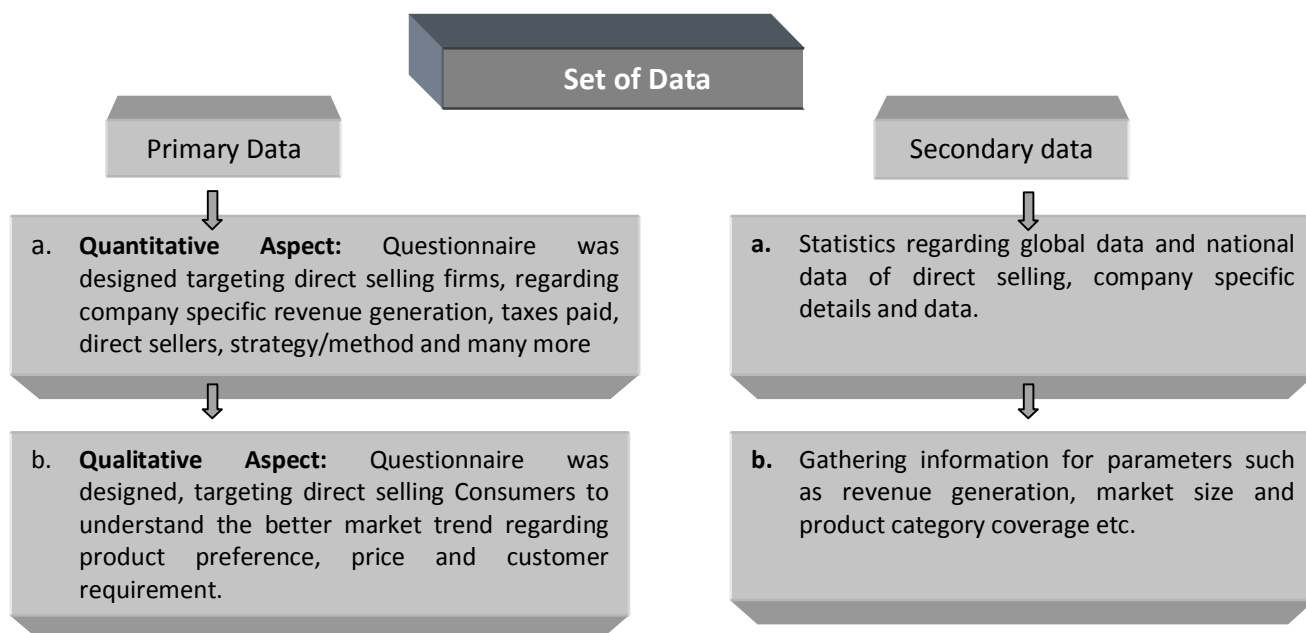 Set of Data
Primary Data
a. Quantitative Aspect: Questionnaire was
designed targeting direct selling firms, regarding
company specific revenue generation, taxes paid,
direct sellers, strategy/method and many more
b. Qualitative Aspect: Questionnaire was
designed, targeting direct selling Consumers to
understand the better market trend regarding
product preference, price and customer
requirement.
Secondary data
a. Statistics regarding global data and national
data of direct selling, company specific
details and data.
b. Gathering information for parameters such
as revenue generation, market size and
product category coverage etc.